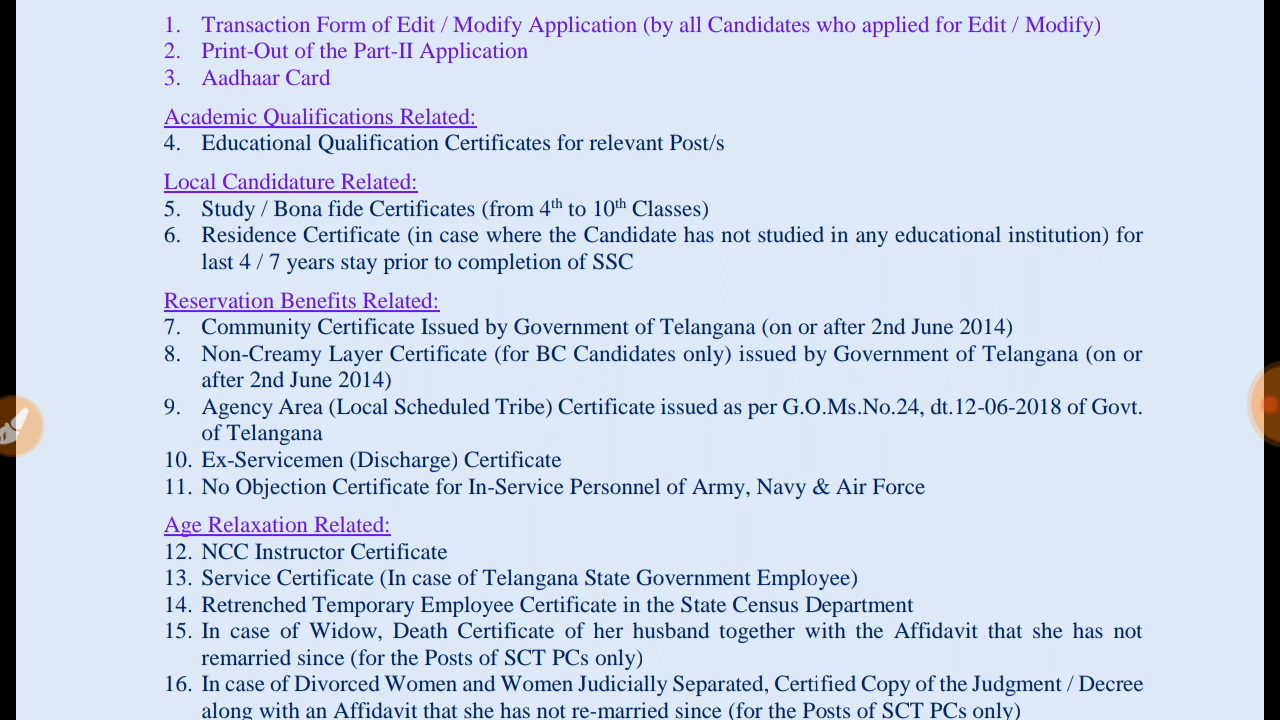 1. Transaction Form of Edit / Modify Application (by all Candidates who applied for Edit / Modify)
2. Print-Out of the Part-II Application
3. Aadhaar Card
Academic Qualifications Related:
4. Educational Qualification Certificates for relevant Post/s
Local Candidature Related:
5. Study / Bona fide Certificates (from 4th to 10th Classes)
6. Residence Certificate (in case where the Candidate has not studied in any educational institution) for
last 4 / 7 years stay prior to completion of SSC
Reservation Benefits Related:
7. Community Certificate Issued by Government of Telangana (on or after 2nd June 2014)
8. Non-Creamy Layer Certificate (for BC Candidates only) issued by Government of Telangana (on or
after 2nd June 2014)
9. Agency Area (Local Scheduled Tribe) Certificate issued as per G.O.Ms.No.24, dt.12-06-2018 of Govt.
of Telangana
10. Ex-Servicemen (Discharge) Certificate
11. No Objection Certificate for In-Service Personnel of Army, Navy & Air Force
Age Relaxation Related:
12. NCC Instructor Certificate
13. Service Certificate (In case of Telangana State Government Employee)
14. Retrenched Temporary Employee Certificate in the State Census Department
15. In case of Widow, Death Certificate of her husband together with the Affidavit that she has not
remarried since (for the Posts of SCT PCs only)
16. In case of Divorced Women and Women Judicially Separated, Certified Copy of the Judgment / Decree
along with an Affidavit that she has not re-married since (for the Posts of SCT PCs only)